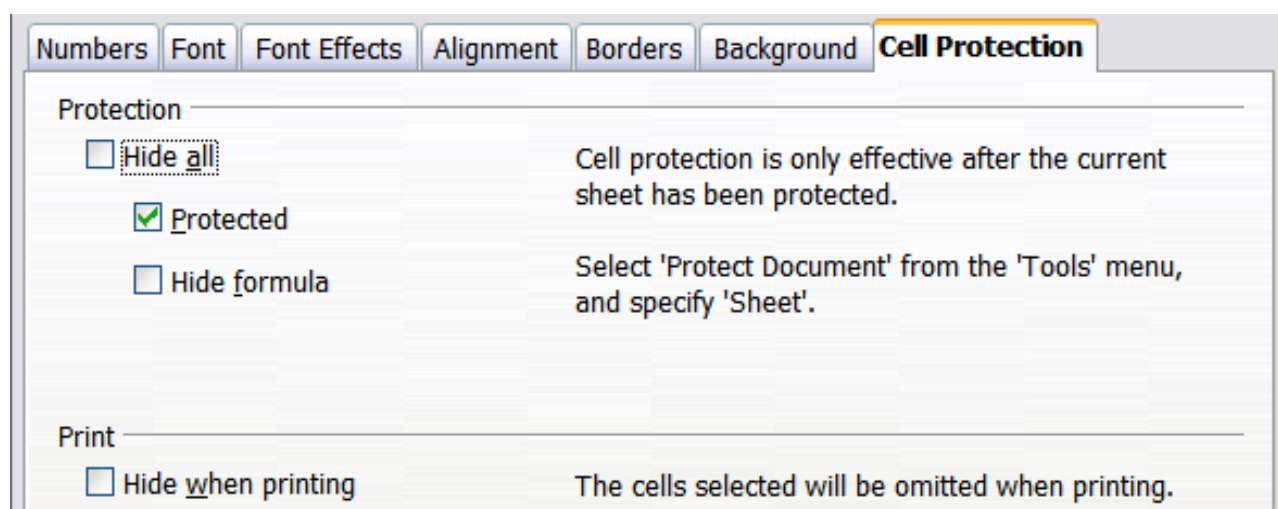 Numbers Font Font Effects Alignment Borders Background Cell Protection
Protection
Hide all
Cell protection is only effective after the current
sheet has been protected.
Protected
Hide formula
Select 'Protect Document' from the 'Tools' menu,
and specify 'Sheet'.
Print
Hide when printing
The cells selected will be omitted when printing.